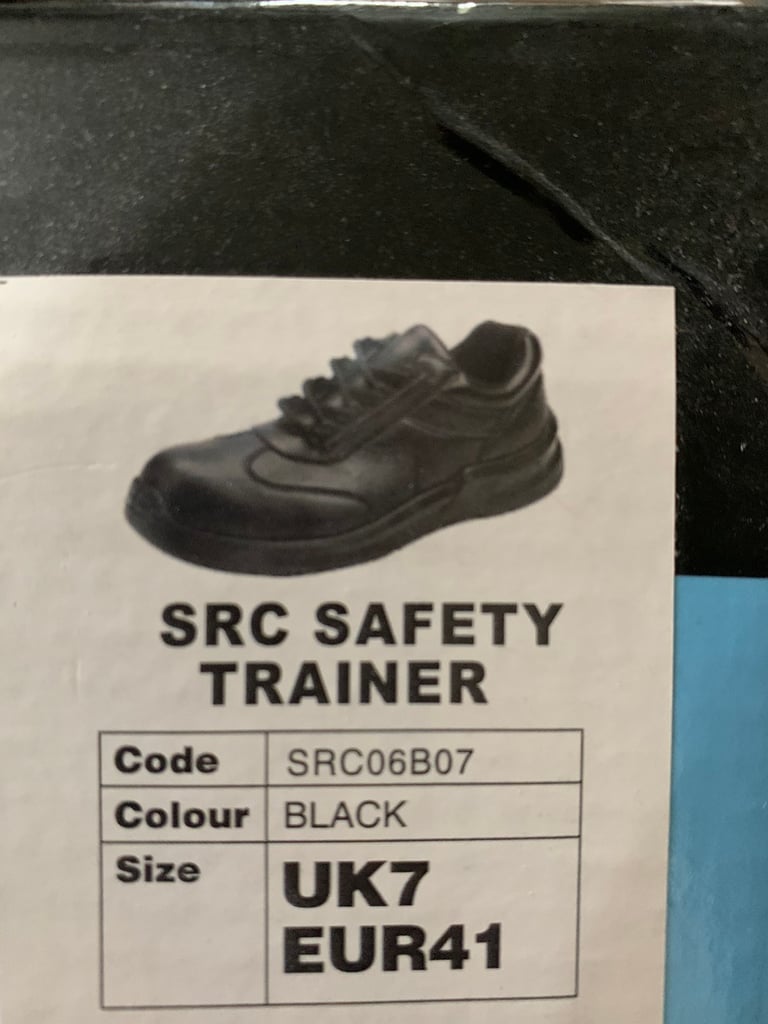 SRC SAFETY
TRAINER
Code SRC06B07
Colour BLACK
Size UK7
EUR41